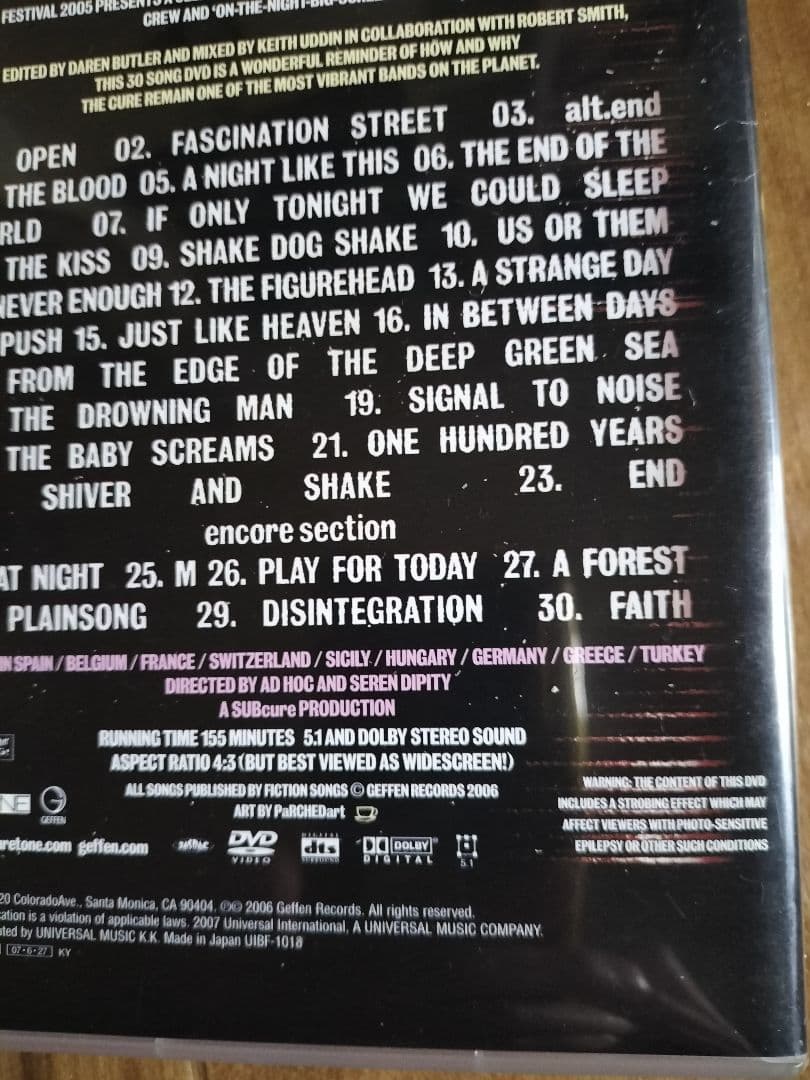 FESTIVAL 2005 PRESENTS
CREW AND 'ON-THE-NIGHT-BIG-
EDITED BY DAREN BUTLER AND MIXED BY KEITH UDDIN IN COLLABORATION WITH ROBERT SMITH,
THIS 30 SONG DVD IS A WONDERFUL REMINDER OF HOW AND WHY
THE CURE REMAIN ONE OF THE MOST VIBRANT BANDS ON THE PLANET.
OPEN 02. FASCINATION STREET 03. alt.end
THE BLOOD 05. A NIGHT LIKE THIS 06. THE END OF THE
RLD 07. IF ONLY TONIGHT WE COULD SLEEP
THE KISS 09. SHAKE DOG SHAKE 10. US OR THEM
NEVER ENOUGH 12. THE FIGUREHEAD 13. A STRANGE DAY
PUSH 15. JUST LIKE HEAVEN 16. IN BETWEEN DAYS
FROM THE EDGE OF THE DEEP GREEN SEA
THE DROWNING MAN 19. SIGNAL TO NOISE
THE BABY SCREAMS 21. ONE HUNDRED YEARS
SHIVER AND SHAKE 23. END
encore section
AT NIGHT 25. M 26. PLAY FOR TODAY 27. A FOREST
PLAINSONG 29. DISINTEGRATION 30. FAITH
IN SPAIN / BELGIUM / FRANCE / SWITZERLAND / SICILY / HUNGARY / GERMANY / GREECE / TURKEY
DIRECTED BY AD HOC AND SEREN DIPITY
A SUBcure PRODUCTION
RUNNING TIME 155 MINUTES 5.1 AND DOLBY STEREO SOUND
ASPECT RATIO 4:3 (BUT BEST VIEWED AS WIDESCREEN!)
ALL SONGS PUBLISHED BY FICTION SONGS © GEFFEN RECORDS 2006
ART BY PaRCHEDart
WARNING: THE CONTENT OF THIS DVD
INCLUDES A STROBING EFFECT WHICH MAY
AFFECT VIEWERS WITH PHOTO-SENSITIVE
EPILEPSY OR OTHER SUCH CONDITIONS
NE GEFFEN
retone.com geffen.com DVD VIDEO DIGITAL dts SURROUND DOLBY DIGITAL 5.1
20 ColoradoAve., Santa Monica, CA 90404. ℗© 2006 Geffen Records. All rights reserved.
ation is a violation of applicable laws. 2007 Universal International, A UNIVERSAL MUSIC COMPANY.
ted by UNIVERSAL MUSIC K.K. Made in Japan UIBF-1018
07·6·27 KY